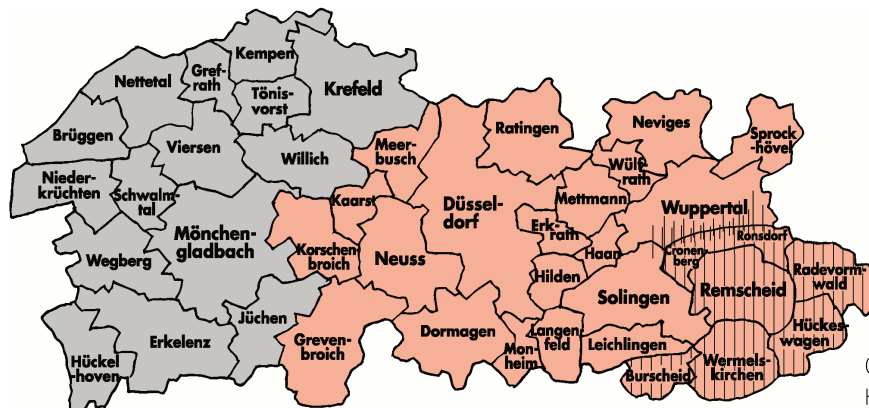 Kempen
Gref-
rath
Nettetal
Tönis-
vorst
Krefeld
Brüggen
Viersen
Willich
Meer-
busch
Ratingen
Neviges
Sprock
-hövel
Wülf-
rath
Nieder-
krüchten
Schwalm-
tal
Kaarst
Düssel-
dorf
Mettmann
Wuppertal
Mönchen-
gladbach
Erk-
rath
Ronsdorf
Wegberg
Korschen-
broich
Neuss
Haan
Cronen-
berg
Hilden
Radevorm-
wald
Solingen
Remscheid
Jüchen
Erkelenz
Greven-
broich
Dormagen
Langen-
feld
Hückes-
wagen
Mon-
heim
Leichlingen
Wermels-
kirchen
Hückel
-hoven
Burscheid